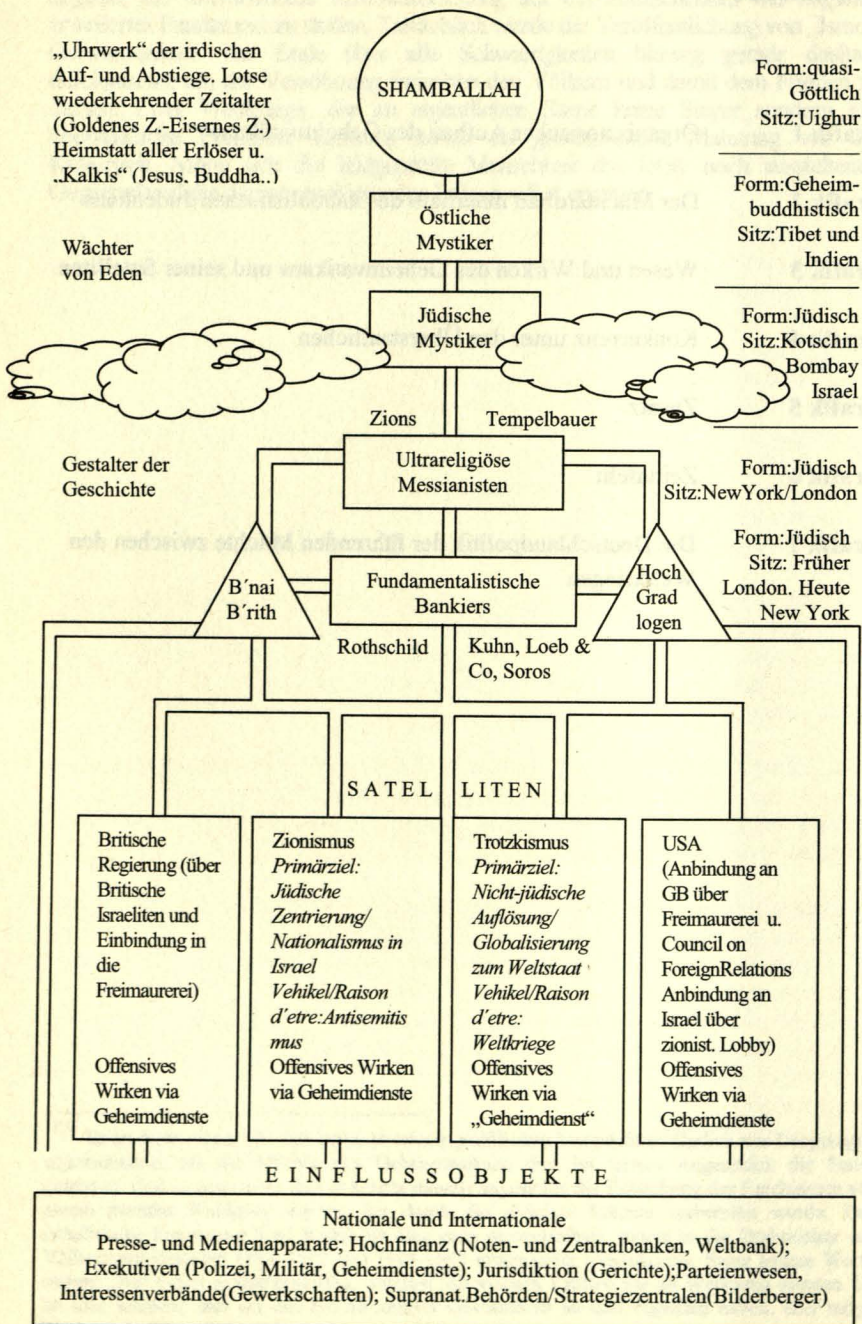 „Uhrwerk“ der irdischen
Auf- und Abstiege. Lotse
wiederkehrender Zeitalter
(Goldenes Z.-Eisernes Z.)
Heimstatt aller Erlöser u.
„Kalkis“ (Jesus, Buddha..)
SHAMBALLAH
Form:quasi-
Göttlich
Sitz:Uighur
Östliche
Mystiker
Form:Geheim-
buddhistisch
Sitz:Tibet und
Indien
Wächter
von Eden
Jüdische
Mystiker
Form:Jüdisch
Sitz:Kotschin
Bombay
Israel
Zions Tempelbauer
Gestalter der
Geschichte
Ultrareligiöse
Messianisten
Form:Jüdisch
Sitz:NewYork/London
B´nai
B´rith
Fundamentalistische
Bankiers
Hoch
Grad
logen
Form:Jüdisch
Sitz: Früher
London. Heute
New York
Rothschild
Kuhn, Loeb &
Co, Soros
SATELLITEN
Britische
Regierung (über
Britische
Israeliten und
Einbindung in
die
Freimaurerei)
Offensives
Wirken via
Geheimdienste
Zionismus
Primärziel:
Jüdische
Zentrierung/
Nationalismus in
Israel
Vehikel/Raison
d´etre:Antisemitis
mus
Offensives Wirken
via Geheimdienste
Trotzkismus
Primärziel:
Nicht-jüdische
Auflösung/
Globalisierung
zum Weltstaat
Vehikel/Raison
d´etre:
Weltkriege
Offensives
Wirken via
„Geheimdienst“
USA
(Anbindung an
GB über
Freimaurerei u.
Council on
ForeignRelations
Anbindung an
Israel über
zionist. Lobby)
Offensives
Wirken via
Geheimdienste
EINFLUSSOBJEKTE
Nationale und Internationale
Presse- und Medienapparate; Hochfinanz (Noten- und Zentralbanken, Weltbank);
Exekutiven (Polizei, Militär, Geheimdienste); Jurisdiktion (Gerichte);Parteienwesen,
Interessenverbände(Gewerkschaften); Supranat.Behörden/Strategiezentralen(Bilderberger)